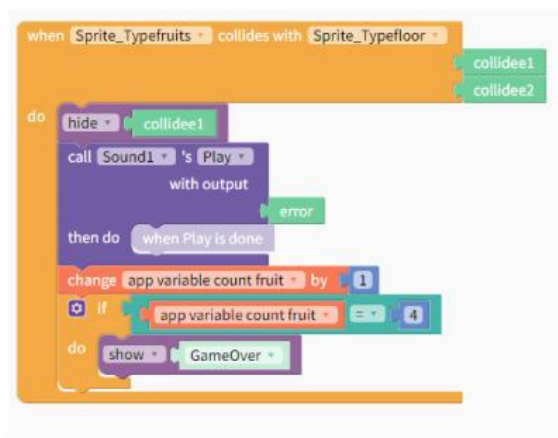 when Sprite_Typefruits collides with Sprite_Typefloor
collidee1
collidee2
do
hide collidee1
call Sound1 's Play
with output
error
then do when Play is done
change app variable count fruit by 1
if app variable count fruit = 4
do show GameOver